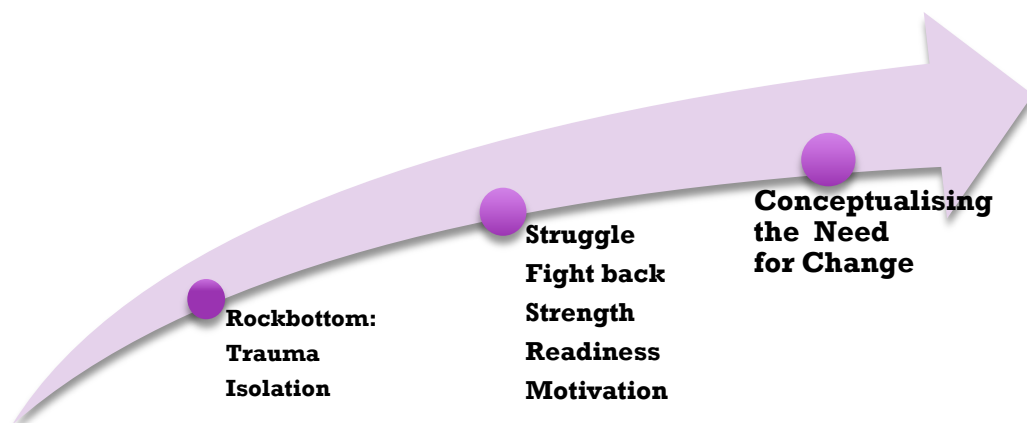 Rockbottom:
Trauma
Isolation
Struggle
Fight back
Strength
Readiness
Motivation
Conceptualising
the  Need
for Change